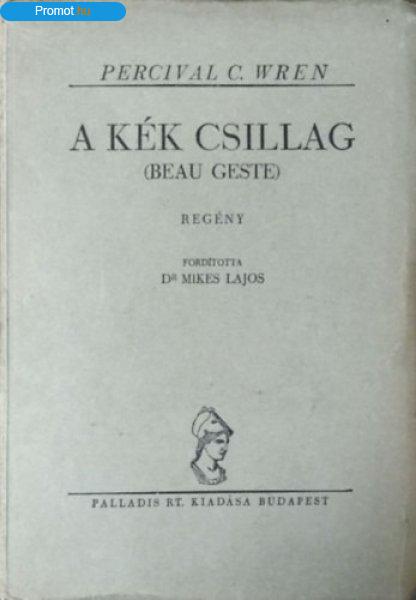 Promot.hu
PERCIVAL C. WREN
A KÉK CSILLAG
(BEAU GESTE)
REGÉNY
FORDÍTOTTA
DR MIKES LAJOS
PALLADIS RT. KIADÁSA BUDAPEST